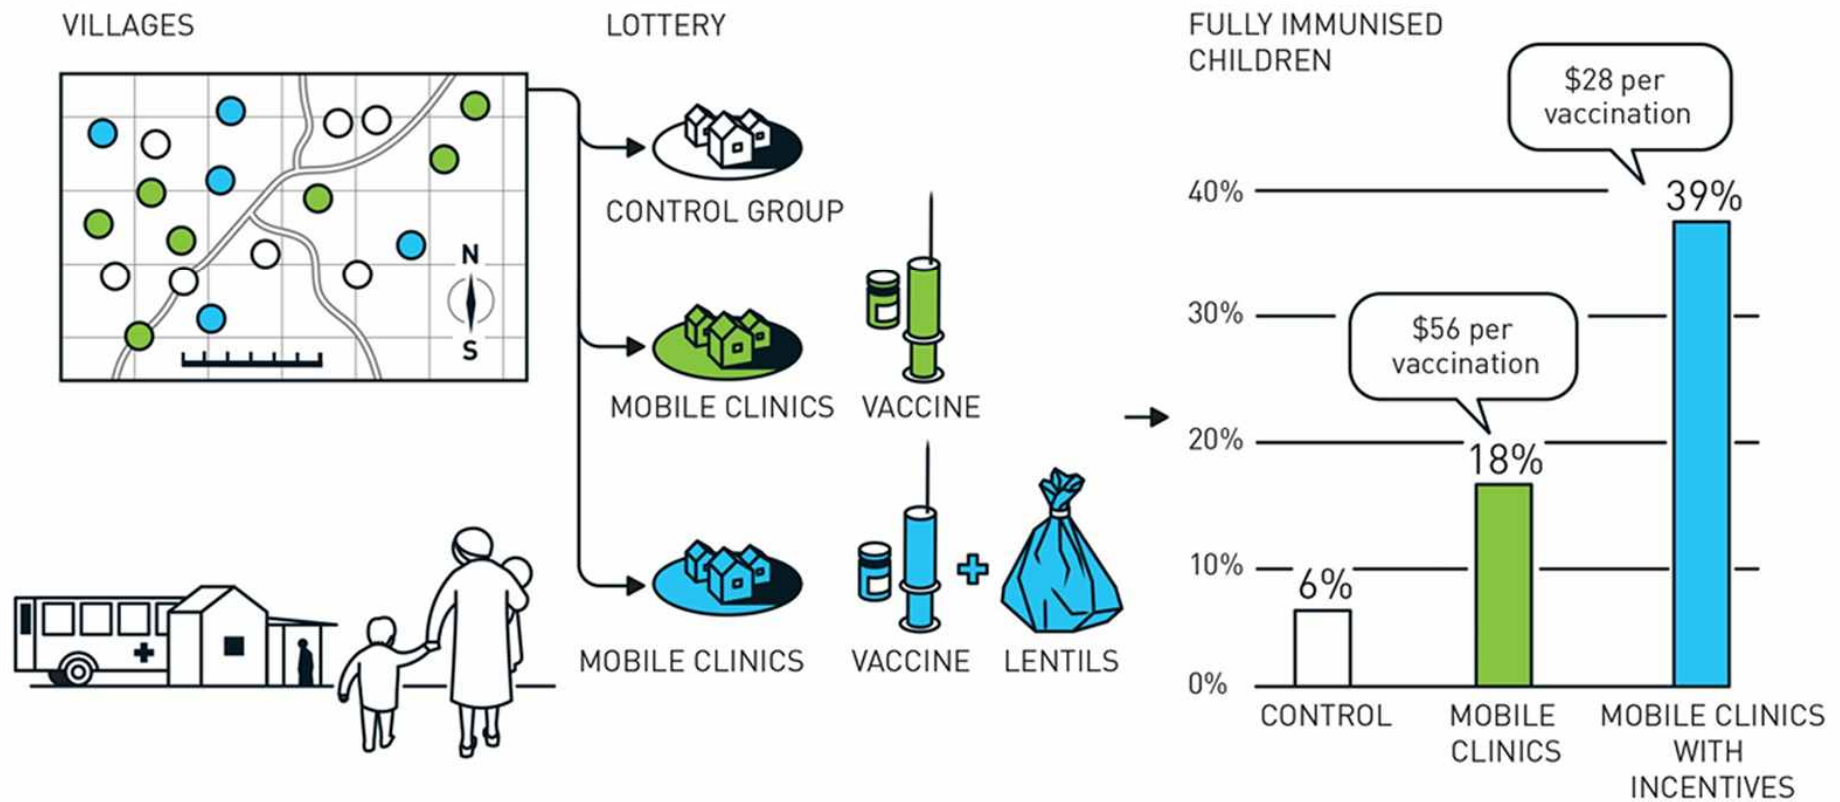 VILLAGES
N
S
LOTTERY
CONTROL GROUP
MOBILE CLINICS
VACCINE
MOBILE CLINICS
VACCINE
LENTILS
FULLY IMMUNISED
CHILDREN
$28 per
vaccination
40%
39%
30%
$56 per
vaccination
20%
18%
10%
6%
0%
CONTROL
MOBILE
CLINICS
MOBILE CLINICS
WITH
INCENTIVES